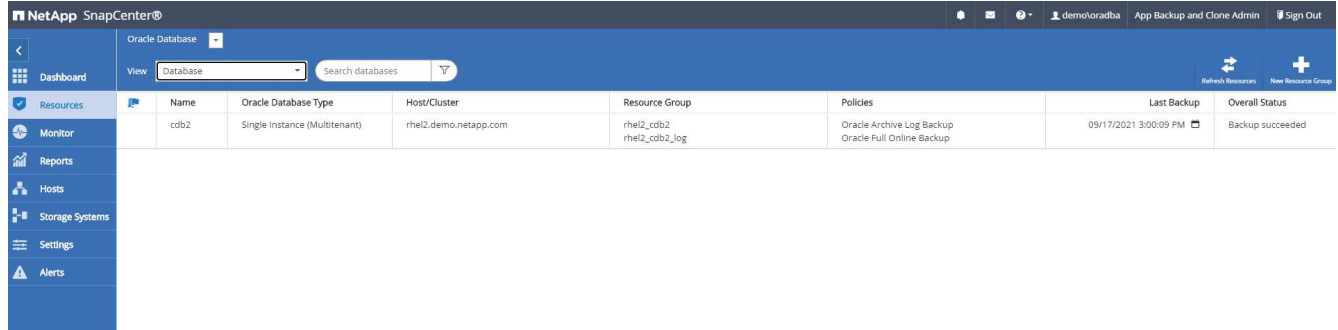 NetApp SnapCenter® demo\oradba App Backup and Clone Admin Sign Out
Oracle Database
View Database Search databases
Refresh Resources New Resource Group
Dashboard
Resources
Monitor
Reports
Hosts
Storage Systems
Settings
Alerts
Name Oracle Database Type Host/Cluster Resource Group Policies Last Backup Overall Status
cdb2 Single Instance (Multitenant) rhel2.demo.netapp.com rhel2_cdb2 Oracle Archive Log Backup 09/17/2021 3:00:09 PM Backup succeeded
rhel2_cdb2_log Oracle Full Online Backup